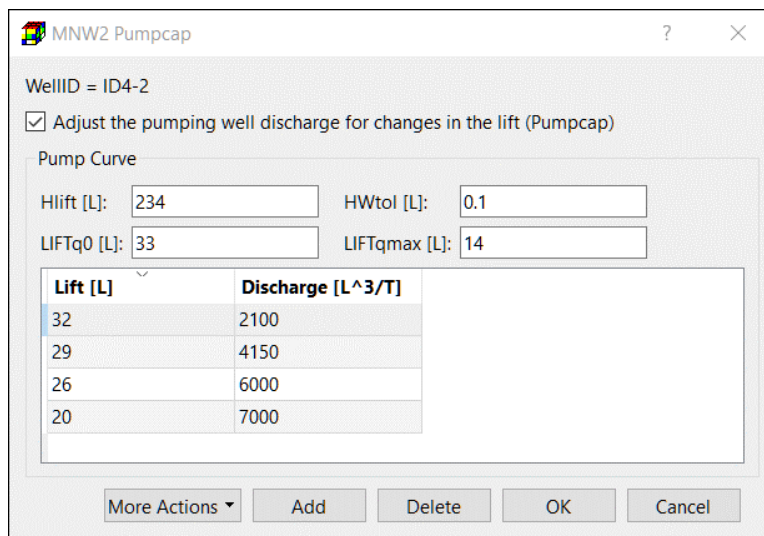 MNW2 Pumpcap
WellID = ID4-2
Adjust the pumping well discharge for changes in the lift (Pumpcap)
Pump Curve
Hlift [L]: 234 HWtol [L]: 0.1
LIFTq0 [L]: 33 LIFTqmax [L]: 14
Lift [L] Discharge [L^3/T]
32 2100
29 4150
26 6000
20 7000
More Actions Add Delete OK Cancel